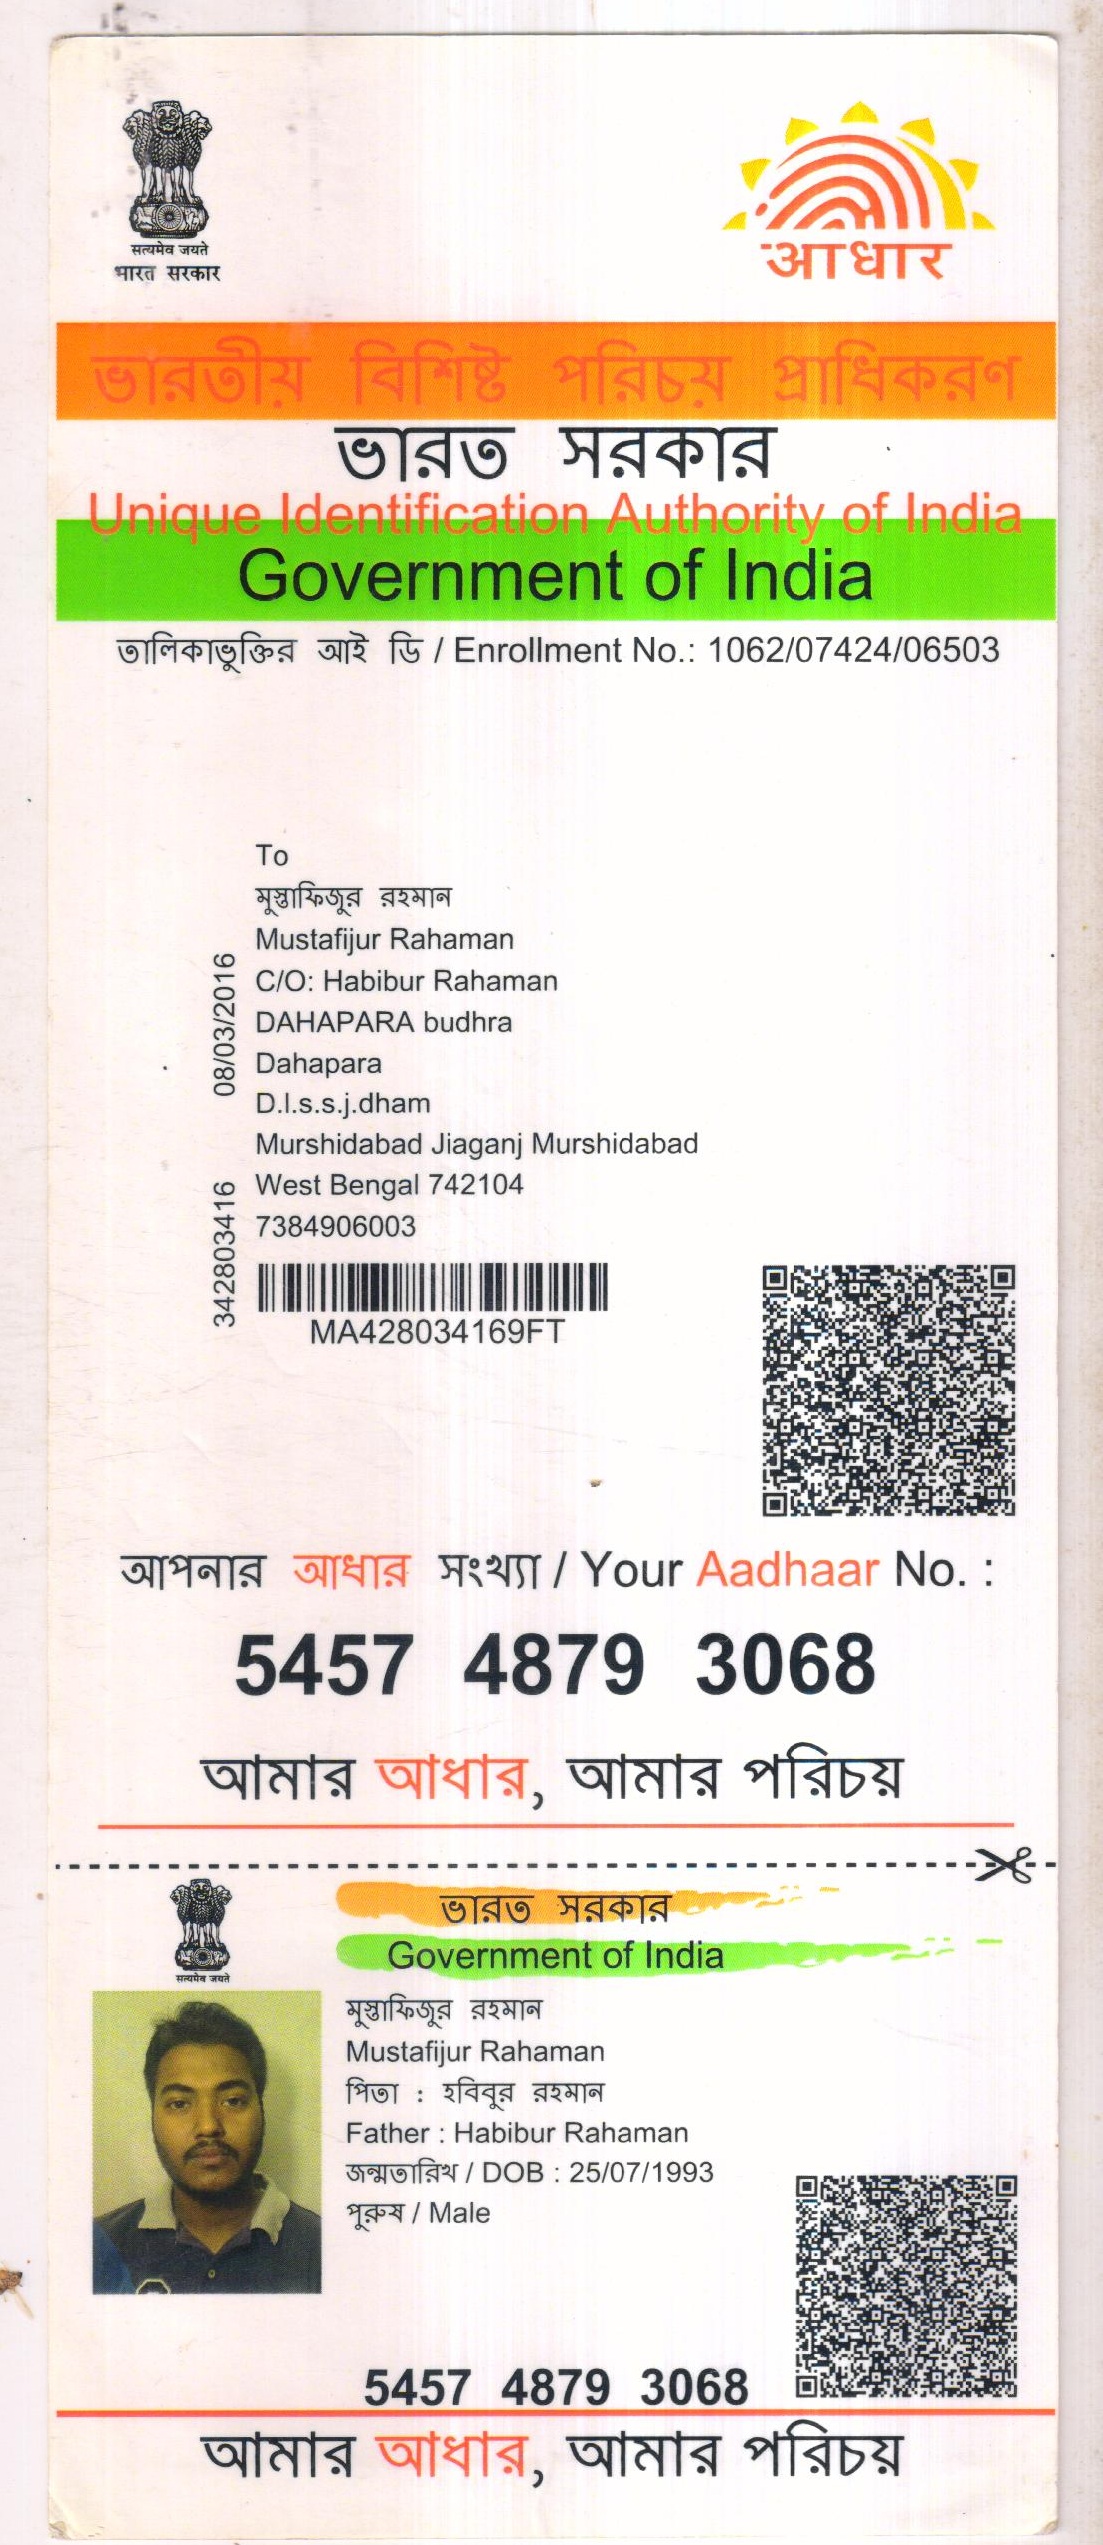 सत्यमेव जयते
भारत सरकार
आधार
ভারতীয় বিশিষ্ট পরিচয় প্রাধিকরণ
ভারত সরকার
Unique Identification Authority of India
Government of India
তালিকাভুক্তির আই ডি / Enrollment No.: 1062/07424/06503
To
মুস্তাফিজুর রহমান
Mustafijur Rahaman
C/O: Habibur Rahaman
DAHAPARA budhra
Dahapara
D.l.s.s.j.dham
Murshidabad Jiaganj Murshidabad
West Bengal 742104
7384906003
08/03/2016
342803416
MA428034169FT
আপনার আধার সংখ্যা / Your Aadhaar No. :
5457 4879 3068
আমার আধার, আমার পরিচয়
सत्यमेव जयते
ভারত সরকার
Government of India
মুস্তাফিজুর রহমান
Mustafijur Rahaman
পিতা : হবিবুর রহমান
Father : Habibur Rahaman
জন্মতারিখ / DOB : 25/07/1993
পুরুষ / Male
5457 4879 3068
আমার আধার, আমার পরিচয়